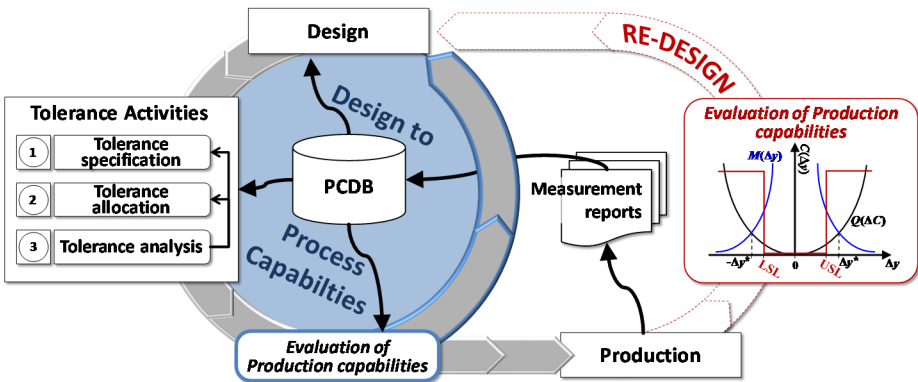 Design
RE-DESIGN
Tolerance Activities
1
Tolerance
specification
2
Tolerance
allocation
3
Tolerance analysis
Design to
PCDB
Process
Capabilties
Measurement
reports
Evaluation of
Production capabilities
Production
Evaluation of Production
capabilities
M(Δy)
C(Δy)
Q(ΔC)
-Δy*
LSL
0
USL
Δy*
Δy